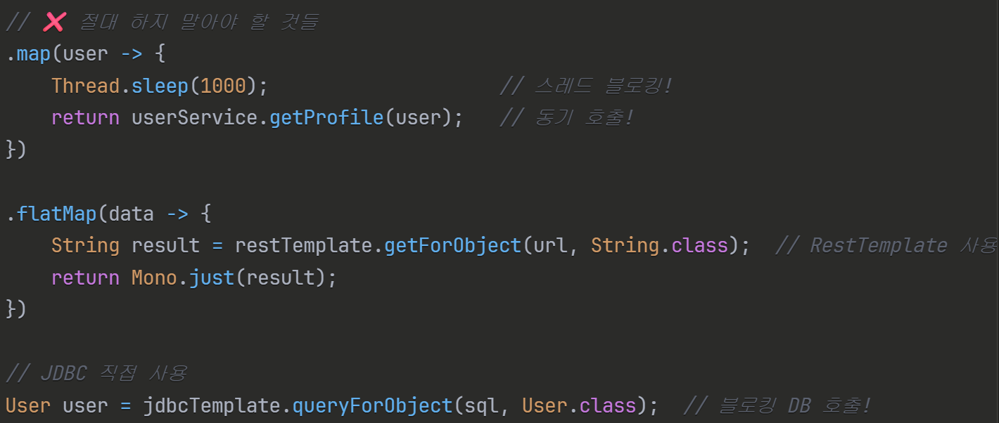 // ❌ 절대 하지 말아야 할 것들
.map(user -> {
    Thread.sleep(1000);                    // 스레드 블로킹!
    return userService.getProfile(user);   // 동기 호출!
})

.flatMap(data -> {
    String result = restTemplate.getForObject(url, String.class);  // RestTemplate 사용
    return Mono.just(result);
})

// JDBC 직접 사용
User user = jdbcTemplate.queryForObject(sql, User.class);  // 블로킹 DB 호출!